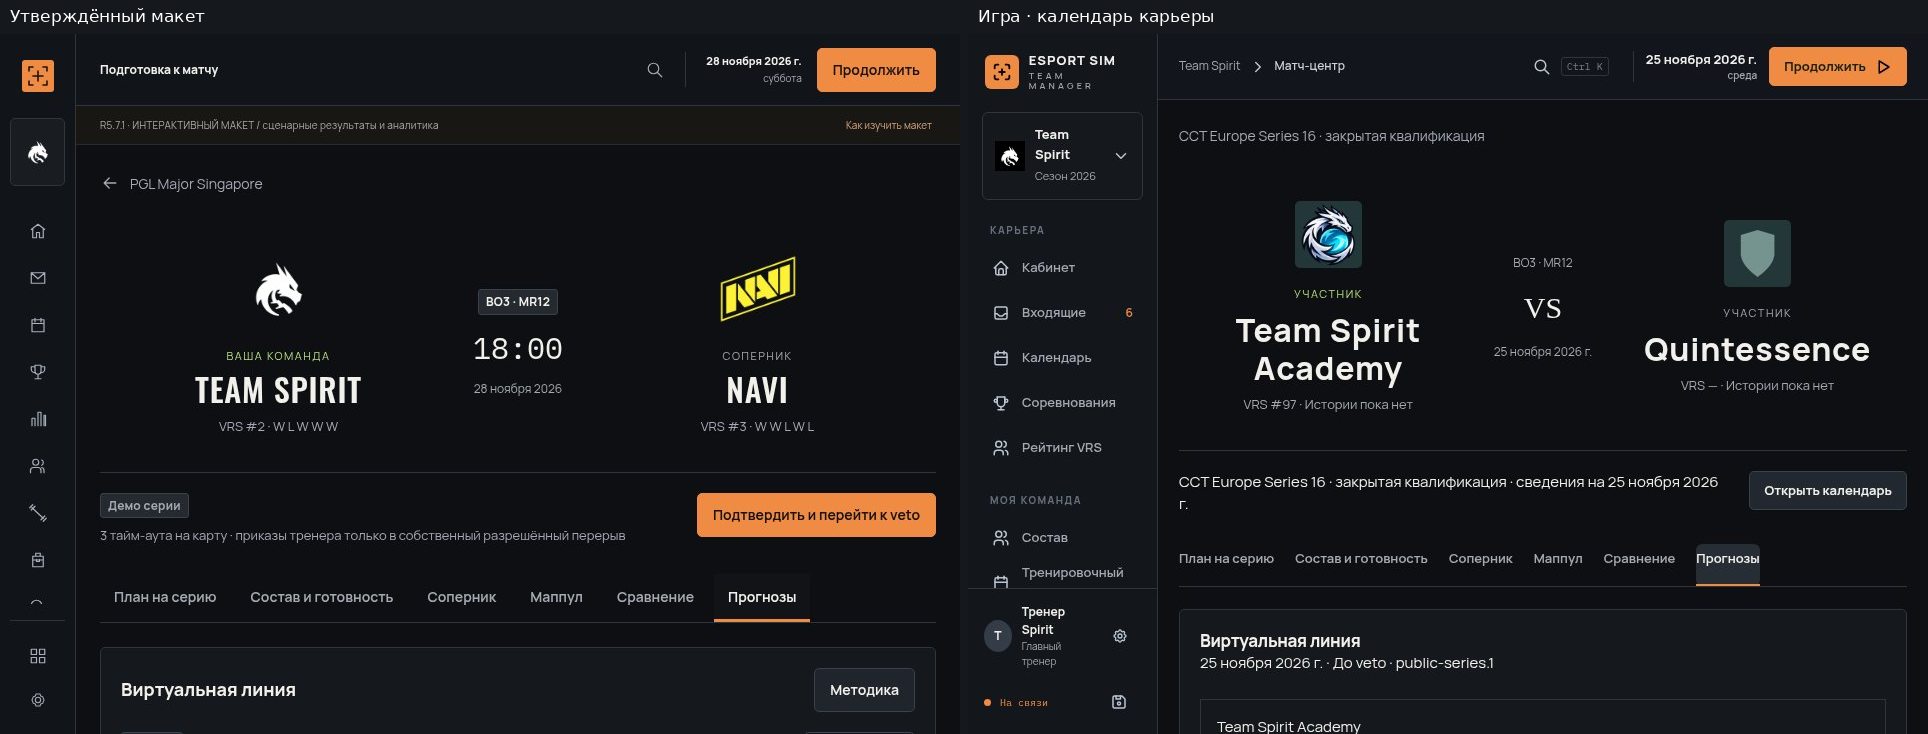 Утверждённый макет
Подготовка к матчу
28 ноября 2026 г.
суббота
Продолжить
R5.7.1 · ИНТЕРАКТИВНЫЙ МАКЕТ / сценарные результаты и аналитика
Как изучить макет
PGL Major Singapore
ВАША КОМАНДА
TEAM SPIRIT
VRS #2 · W L W W W
BO3 · MR12
18:00
28 ноября 2026
NAVI
СОПЕРНИК
NAVI
VRS #3 · W W L W L
Демо серии
3 тайм-аута на карту · приказы тренера только в собственный разрешённый перерыв
Подтвердить и перейти к veto
План на серию
Состав и готовность
Соперник
Маппул
Сравнение
Прогнозы
Виртуальная линия
Методика
Игра · календарь карьеры
ESPORT SIM
TEAM
MANAGER
Team
Spirit
Сезон 2026
КАРЬЕРА
Кабинет
Входящие 6
Календарь
Соревнования
Рейтинг VRS
МОЯ КОМАНДА
Состав
Тренировочный
T
Тренер
Spirit
Главный
тренер
На связи
Team Spirit
Матч-центр
Ctrl K
25 ноября 2026 г.
среда
Продолжить
CCT Europe Series 16 · закрытая квалификация
УЧАСТНИК
Team Spirit
Academy
VRS #97 · Истории пока нет
BO3 · MR12
VS
25 ноября 2026 г.
УЧАСТНИК
Quintessence
VRS — · Истории пока нет
CCT Europe Series 16 · закрытая квалификация · сведения на 25 ноября 2026
г.
Открыть календарь
План на серию
Состав и готовность
Соперник
Маппул
Сравнение
Прогнозы
Виртуальная линия
25 ноября 2026 г. · До veto · public-series.1
Team Spirit Academy